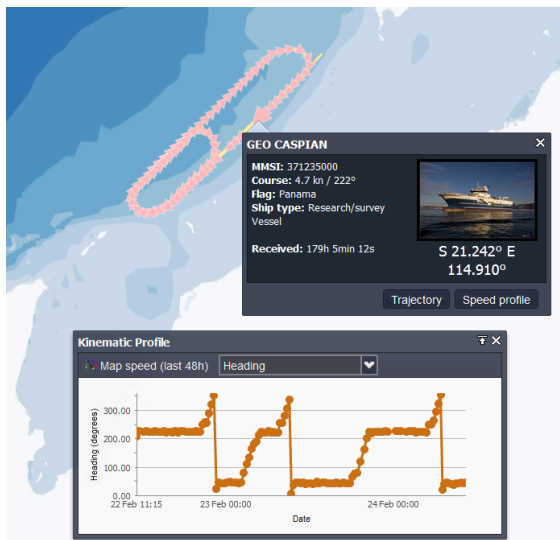 GEO CASPIAN
MMSI: 371235000
Course: 4.7 kn / 222°
Flag: Panama
Ship type: Research/survey
Vessel
Received: 179h 5min 12s
S 21.242° E
114.910°
Trajectory
Speed profile
Kinematic Profile
Map speed (last 48h)
Heading
Heading (degrees)
300.00
200.00
100.00
0.00
22 Feb 11:15
23 Feb 00:00
24 Feb 00:00
Date